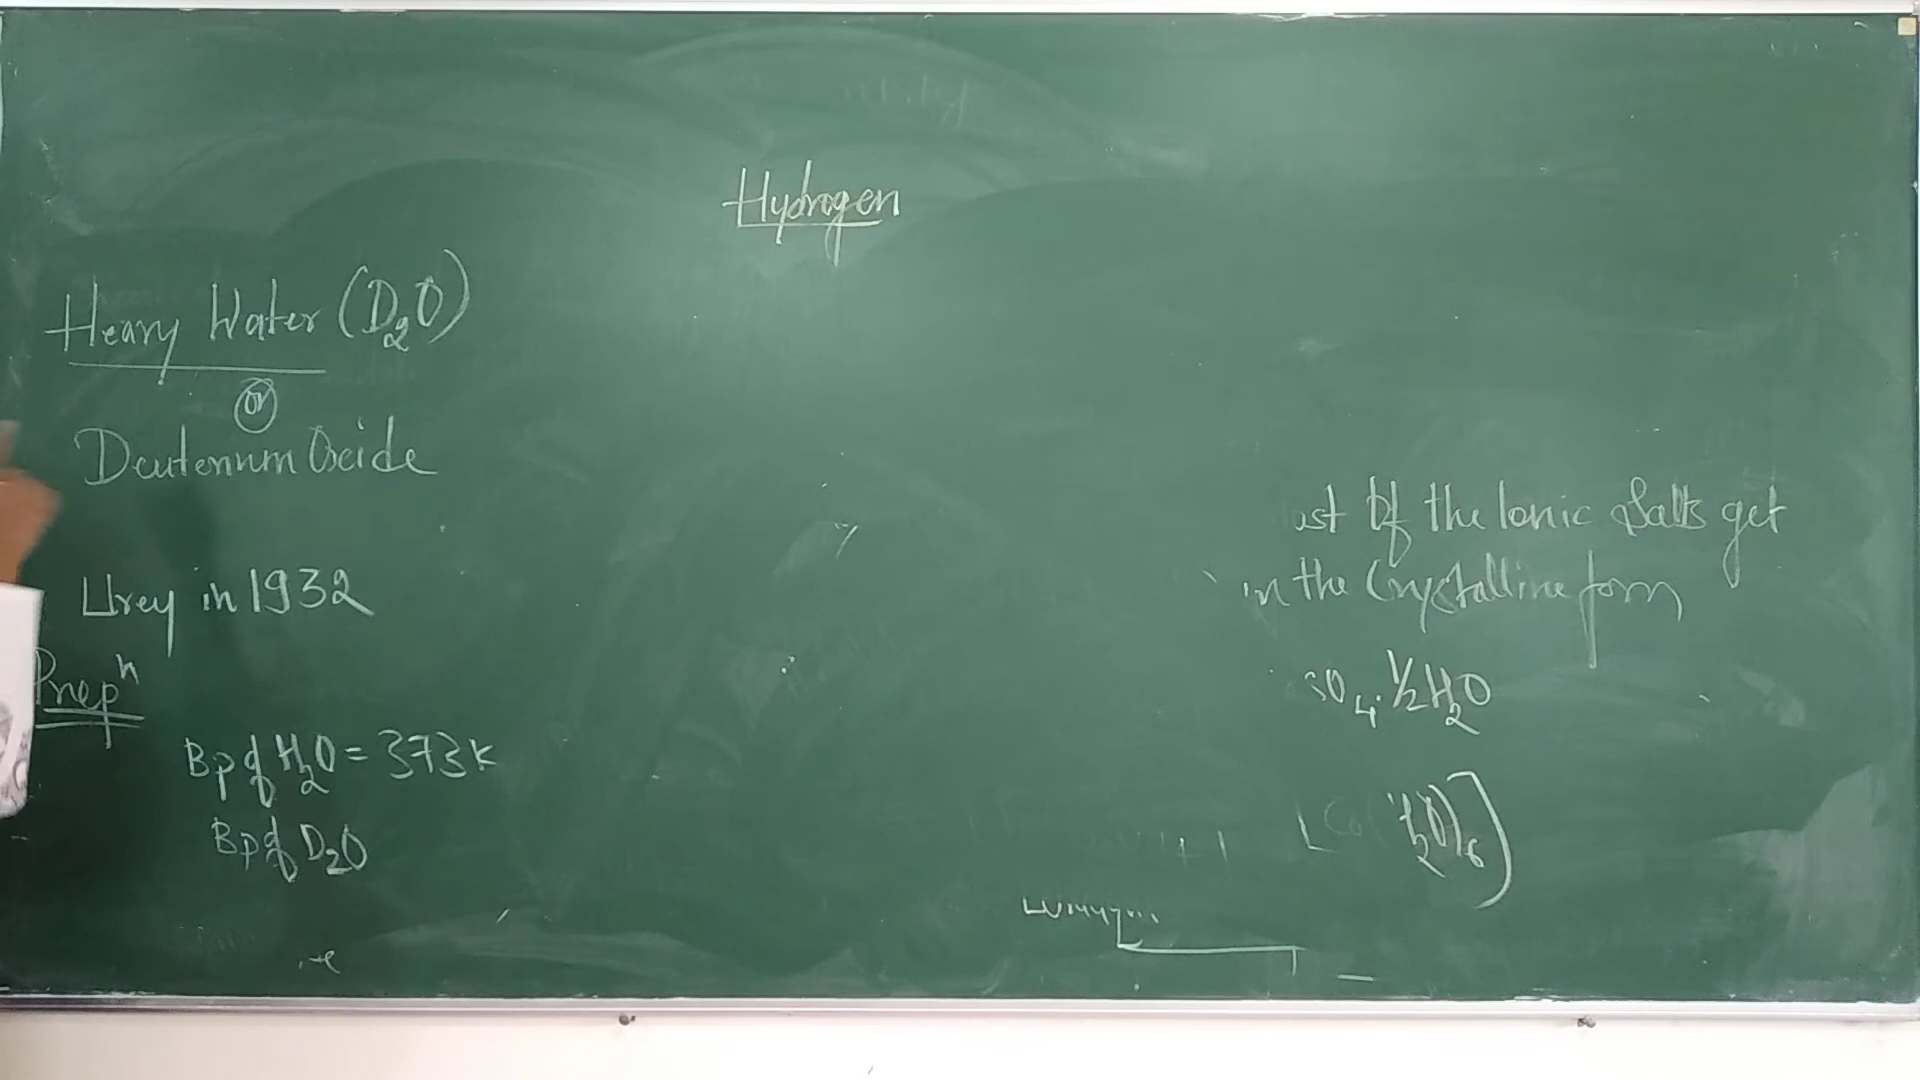 Hydrogen
Heavy Water (D₂O)
or
Deuterium Oxide
Urey in 1932
Prepⁿ
Bp of H₂O = 373K
Bp of D₂O
of the Ionic Salts get
in the Crystalline form
O₄.½H₂O
H₂O)₆]